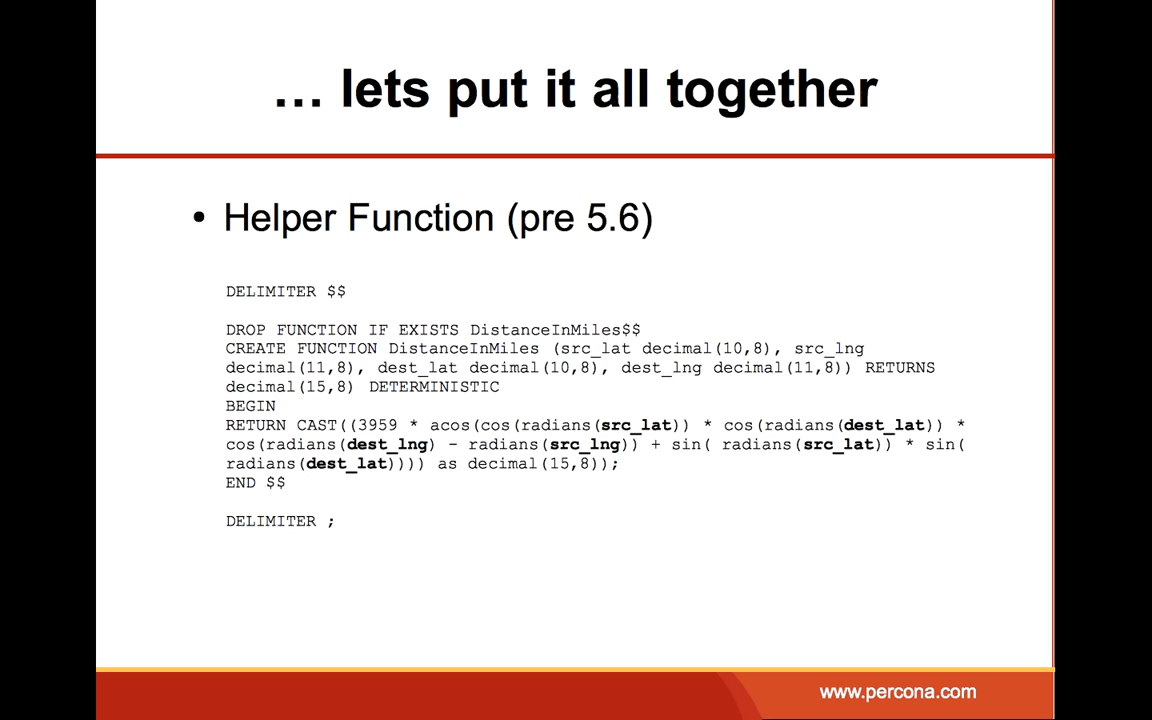 ... lets put it all together
• Helper Function (pre 5.6)
DELIMITER $$
DROP FUNCTION IF EXISTS DistanceInMiles$$
CREATE FUNCTION DistanceInMiles (src_lat decimal(10,8), src_lng
decimal(11,8), dest_lat decimal(10,8), dest_lng decimal(11,8)) RETURNS
decimal(15,8) DETERMINISTIC
BEGIN
RETURN CAST((3959 * acos(cos(radians(src_lat)) * cos(radians(dest_lat)) *
cos(radians(dest_lng) - radians(src_lng)) + sin( radians(src_lat)) * sin(
radians(dest_lat)))) as decimal(15,8));
END $$
DELIMITER ;
www.percona.com